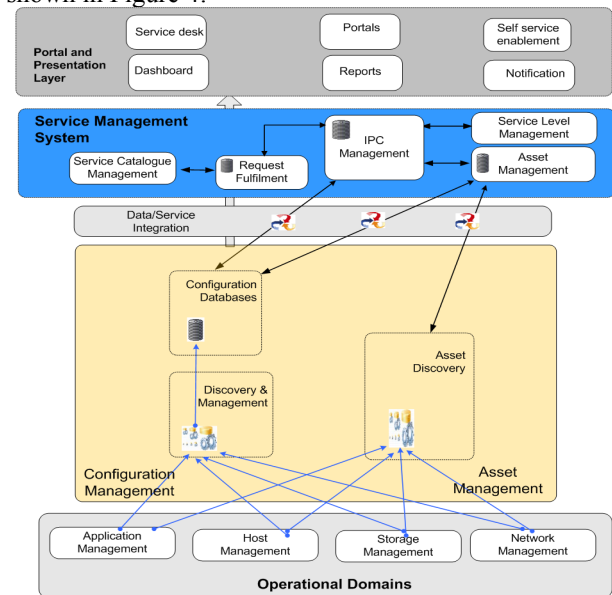 shown in Figure 4.
Portal and
Presentation
Layer
Service desk
Portals
Self service
enablement
Dashboard
Reports
Notification
Service Management
System
Service Catalogue
Management
Request
Fulfilment
IPC
Management
Service Level
Management
Asset
Management
Data/Service
Integration
Configuration
Databases
Discovery &
Management
Asset
Discovery
Configuration
Management
Asset
Management
Application
Management
Host
Management
Storage
Management
Network
Management
Operational Domains